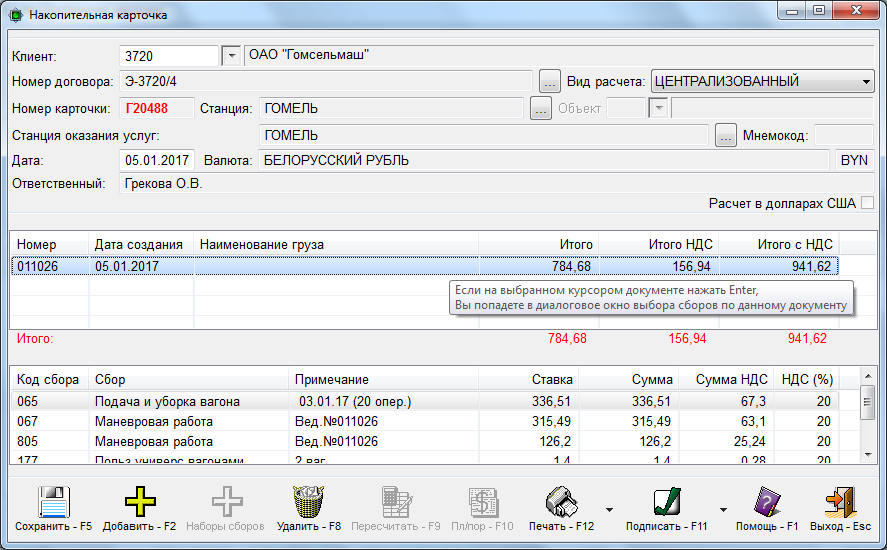 Накопительная карточка
Клиент: 3720 ОАО "Гомсельмаш"
Номер договора: Э-3720/4 ... Вид расчета: ЦЕНТРАЛИЗОВАННЫЙ
Номер карточки: Г20488 Станция: ГОМЕЛЬ ... Объект
Станция оказания услуг: ГОМЕЛЬ ... Мнемокод:
Дата: 05.01.2017 Валюта: БЕЛОРУССКИЙ РУБЛЬ BYN
Ответственный: Грекова О.В.
Расчет в долларах США
Номер Дата создания Наименование груза Итого Итого НДС Итого с НДС
011026 05.01.2017 784,68 156,94 941,62
Если на выбранном курсором документе нажать Enter,
Вы попадете в диалоговое окно выбора сборов по данному документу
Итого: 784,68 156,94 941,62
Код сбора Сбор Примечание Ставка Сумма Сумма НДС НДС (%)
065 Подача и уборка вагона 03.01.17 (20 опер.) 336,51 336,51 67,3 20
067 Маневровая работа Вед.№011026 315,49 315,49 63,1 20
805 Маневровая работа Вед.№011026 126,2 126,2 25,24 20
177 Польз.универс.вагонами 2 ваг. 1,4 1,4 0,28 20
Сохранить - F5 Добавить - F2 Наборы сборов Удалить - F8 Пересчитать - F9 Пл/пор - F10 Печать - F12 Подписать - F11 Помощь - F1 Выход - Esc